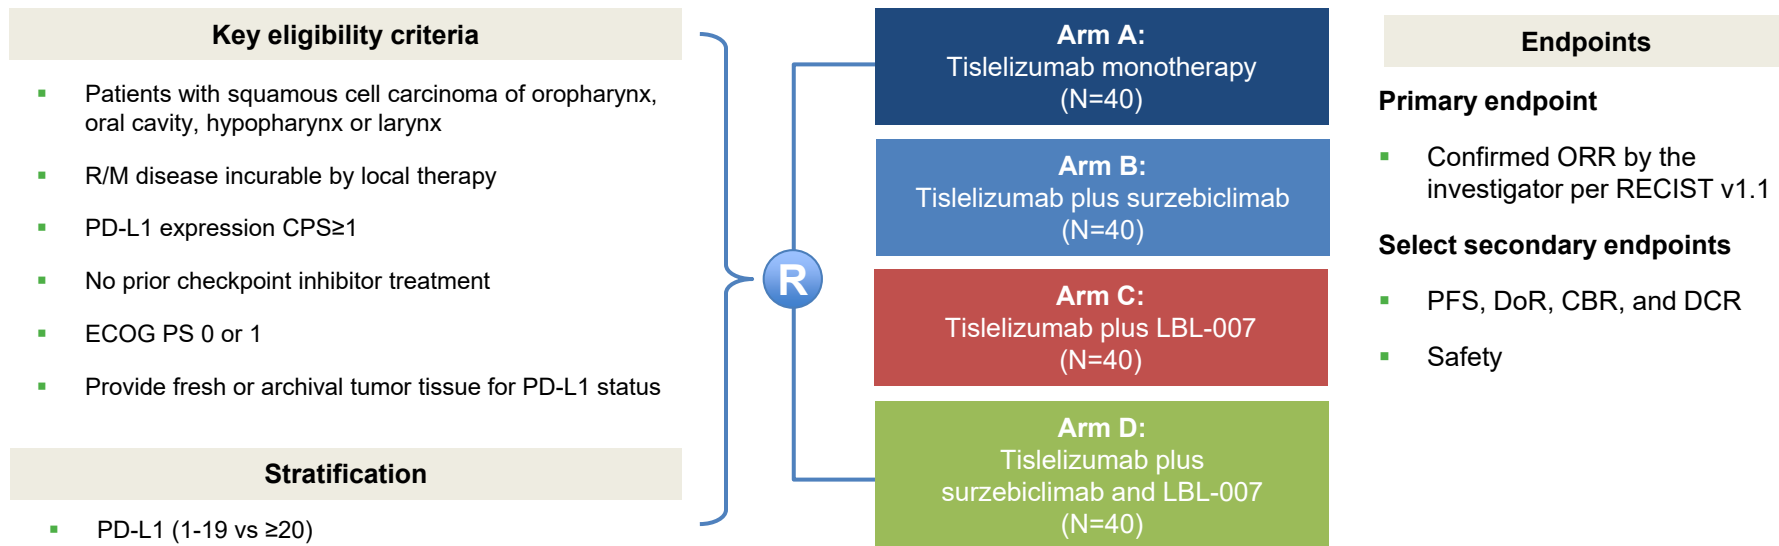 Key eligibility criteria
▪ Patients with squamous cell carcinoma of oropharynx,
oral cavity, hypopharynx or larynx
▪ R/M disease incurable by local therapy
▪ PD-L1 expression CPS≥1
▪ No prior checkpoint inhibitor treatment
▪ ECOG PS 0 or 1
▪ Provide fresh or archival tumor tissue for PD-L1 status
Stratification
▪ PD-L1 (1-19 vs ≥20)
R
Arm A:
Tislelizumab monotherapy
(N=40)
Arm B:
Tislelizumab plus surzebiclimab
(N=40)
Arm C:
Tislelizumab plus LBL-007
(N=40)
Arm D:
Tislelizumab plus
surzebiclimab and LBL-007
(N=40)
Endpoints
Primary endpoint
▪ Confirmed ORR by the
investigator per RECIST v1.1
Select secondary endpoints
▪ PFS, DoR, CBR, and DCR
▪ Safety